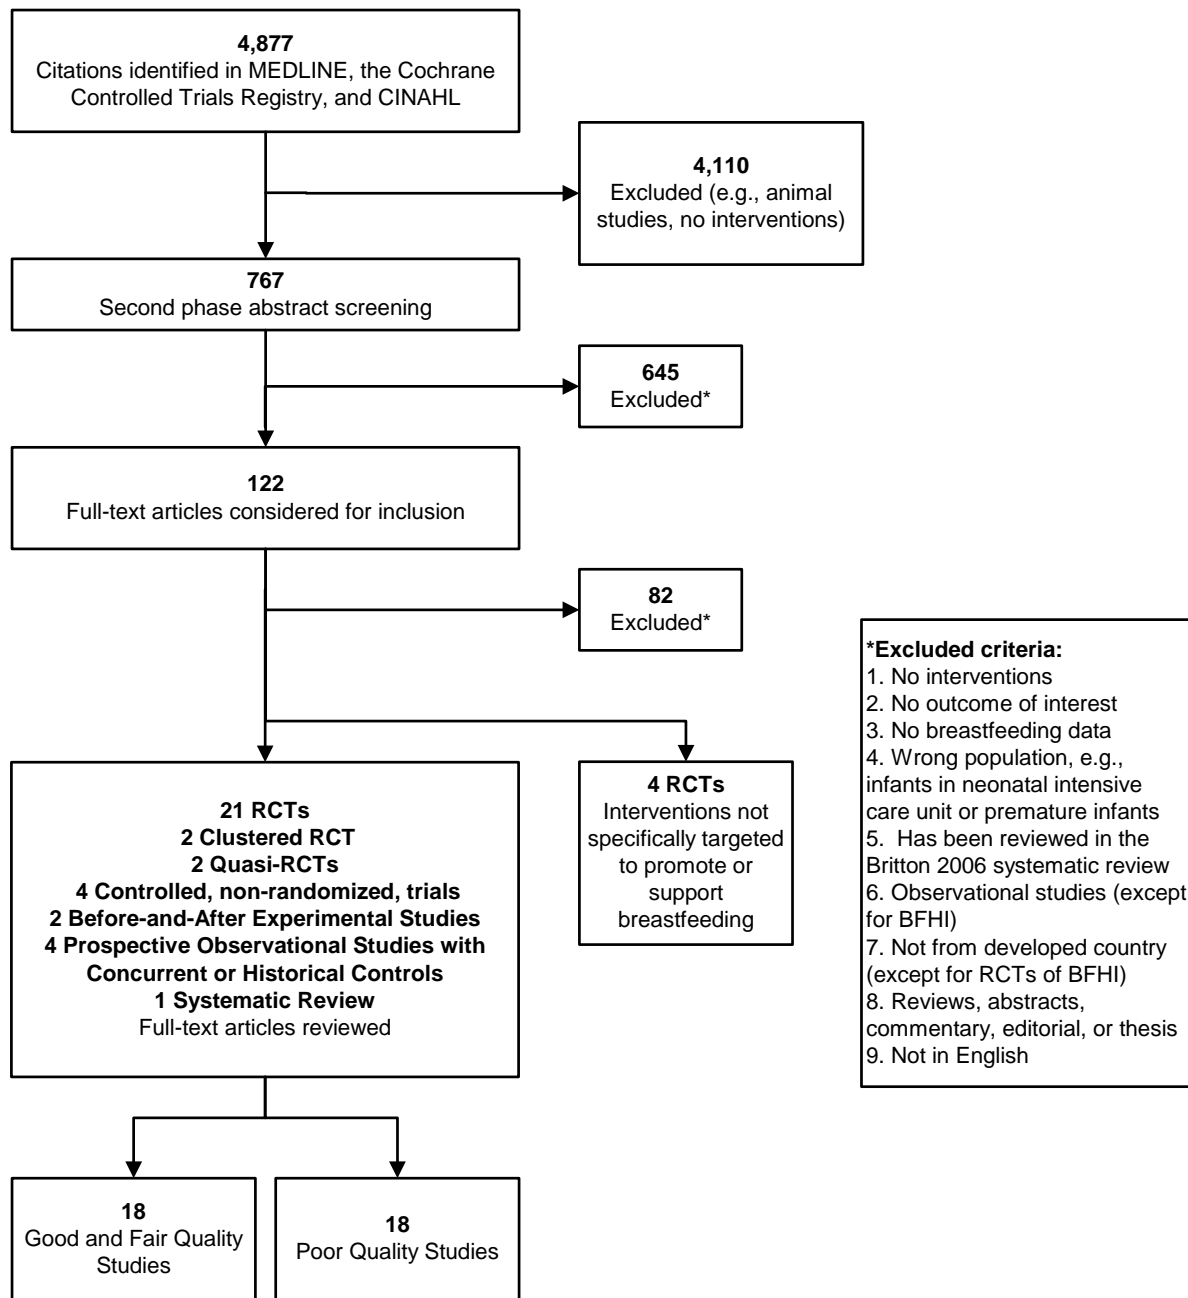 4,877
Citations identified in MEDLINE, the Cochrane
Controlled Trials Registry, and CINAHL
4,110
Excluded (e.g., animal
studies, no interventions)
767
Second phase abstract screening
645
Excluded*
122
Full-text articles considered for inclusion
82
Excluded*
21 RCTs
2 Clustered RCT
2 Quasi-RCTs
4 Controlled, non-randomized, trials
2 Before-and-After Experimental Studies
4 Prospective Observational Studies with
Concurrent or Historical Controls
1 Systematic Review
Full-text articles reviewed
4 RCTs
Interventions not
specifically targeted
to promote or
support
breastfeeding
*Excluded criteria:
1. No interventions
2. No outcome of interest
3. No breastfeeding data
4. Wrong population, e.g.,
infants in neonatal intensive
care unit or premature infants
5.  Has been reviewed in the
Britton 2006 systematic review
6. Observational studies (except
for BFHI)
7. Not from developed country
(except for RCTs of BFHI)
8. Reviews, abstracts,
commentary, editorial, or thesis
9. Not in English
18
Good and Fair Quality
Studies
18
Poor Quality Studies